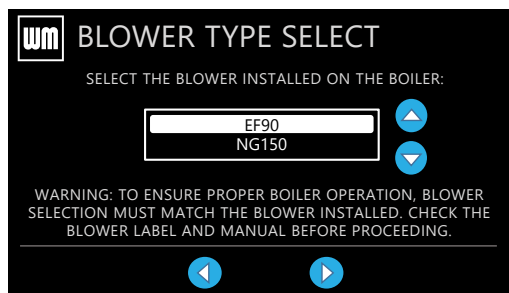 wm BLOWER TYPE SELECT
SELECT THE BLOWER INSTALLED ON THE BOILER:
EF90
NG150
WARNING: TO ENSURE PROPER BOILER OPERATION, BLOWER
SELECTION MUST MATCH THE BLOWER INSTALLED. CHECK THE
BLOWER LABEL AND MANUAL BEFORE PROCEEDING.